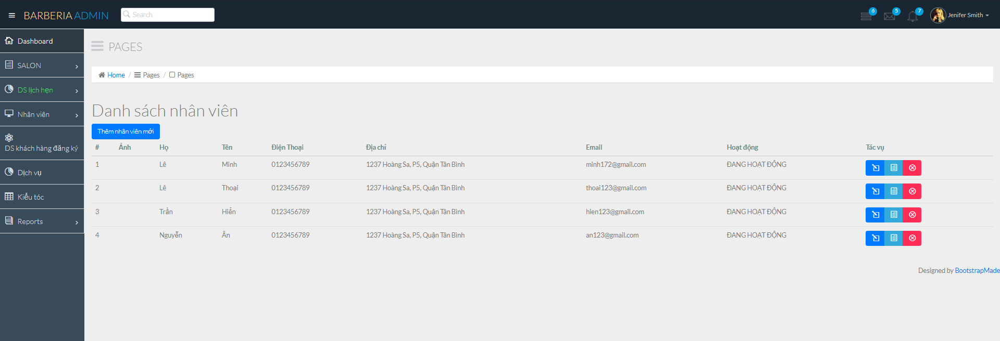 BARBERIA ADMIN Search 6 5 7 Jenifer Smith
Dashboard
SALON
DS lịch hẹn
Nhân viên
DS khách hàng đăng ký
Dịch vụ
Kiểu tóc
Reports
PAGES
Home / Pages / Pages
Danh sách nhân viên
Thêm nhân viên mới
# Ảnh Họ Tên Điện Thoại Địa chỉ Email Hoạt động Tác vụ
1 Lê Minh 0123456789 1237 Hoàng Sa, P5, Quận Tân Bình minh172@gmail.com ĐANG HOẠT ĐỘNG
2 Lê Thoại 0123456789 1237 Hoàng Sa, P5, Quận Tân Bình thoai123@gmail.com ĐANG HOẠT ĐỘNG
3 Trần Hiển 0123456789 1237 Hoàng Sa, P5, Quận Tân Bình hien123@gmail.com ĐANG HOẠT ĐỘNG
4 Nguyễn Ân 0123456789 1237 Hoàng Sa, P5, Quận Tân Bình an123@gmail.com ĐANG HOẠT ĐỘNG
Designed by BootstrapMade